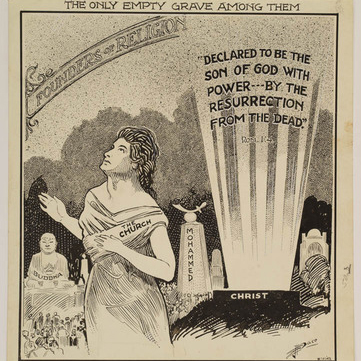 THE ONLY EMPTY GRAVE AMONG THEM
FOUNDERS OF RELIGION
"DECLARED TO BE THE
SON OF GOD WITH
POWER---BY THE
RESURRECTION
FROM THE DEAD."
THE
CHURCH
MOHAMMED
BUDDHA
CHRIST